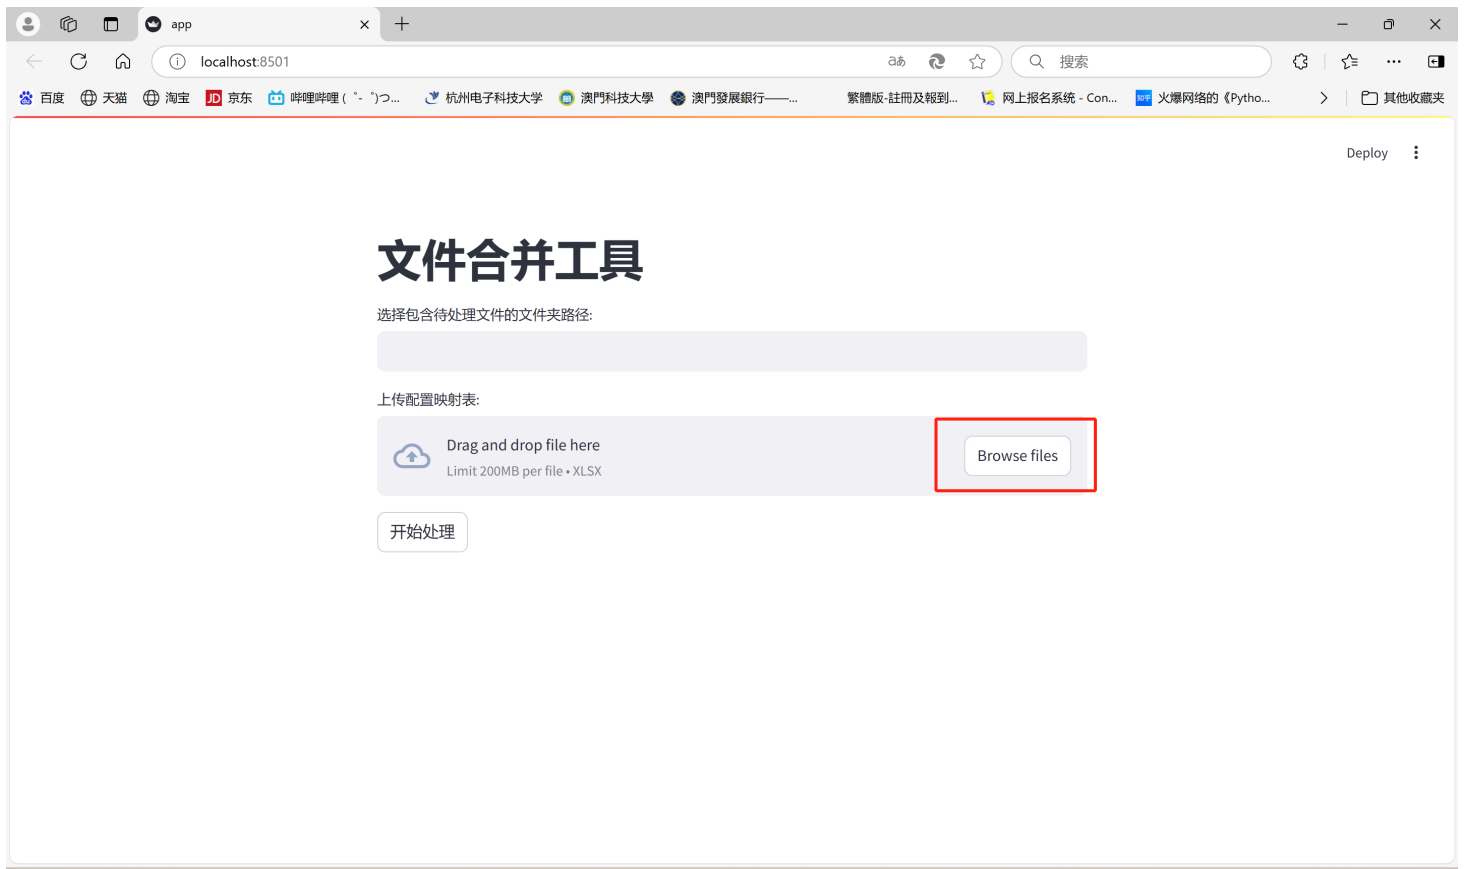 app
localhost:8501
aあ
搜索
百度
天猫
淘宝
JD 京东
哔哩哔哩 ( ゜- ゜)つ...
杭州电子科技大学
澳門科技大學
澳門發展銀行——...
繁體版-註冊及報到...
网上报名系统 - Con...
知乎 火爆网络的《Pytho...
其他收藏夹
Deploy
文件合并工具
选择包含待处理文件的文件夹路径:
上传配置映射表:
Drag and drop file here
Limit 200MB per file • XLSX
Browse files
开始处理